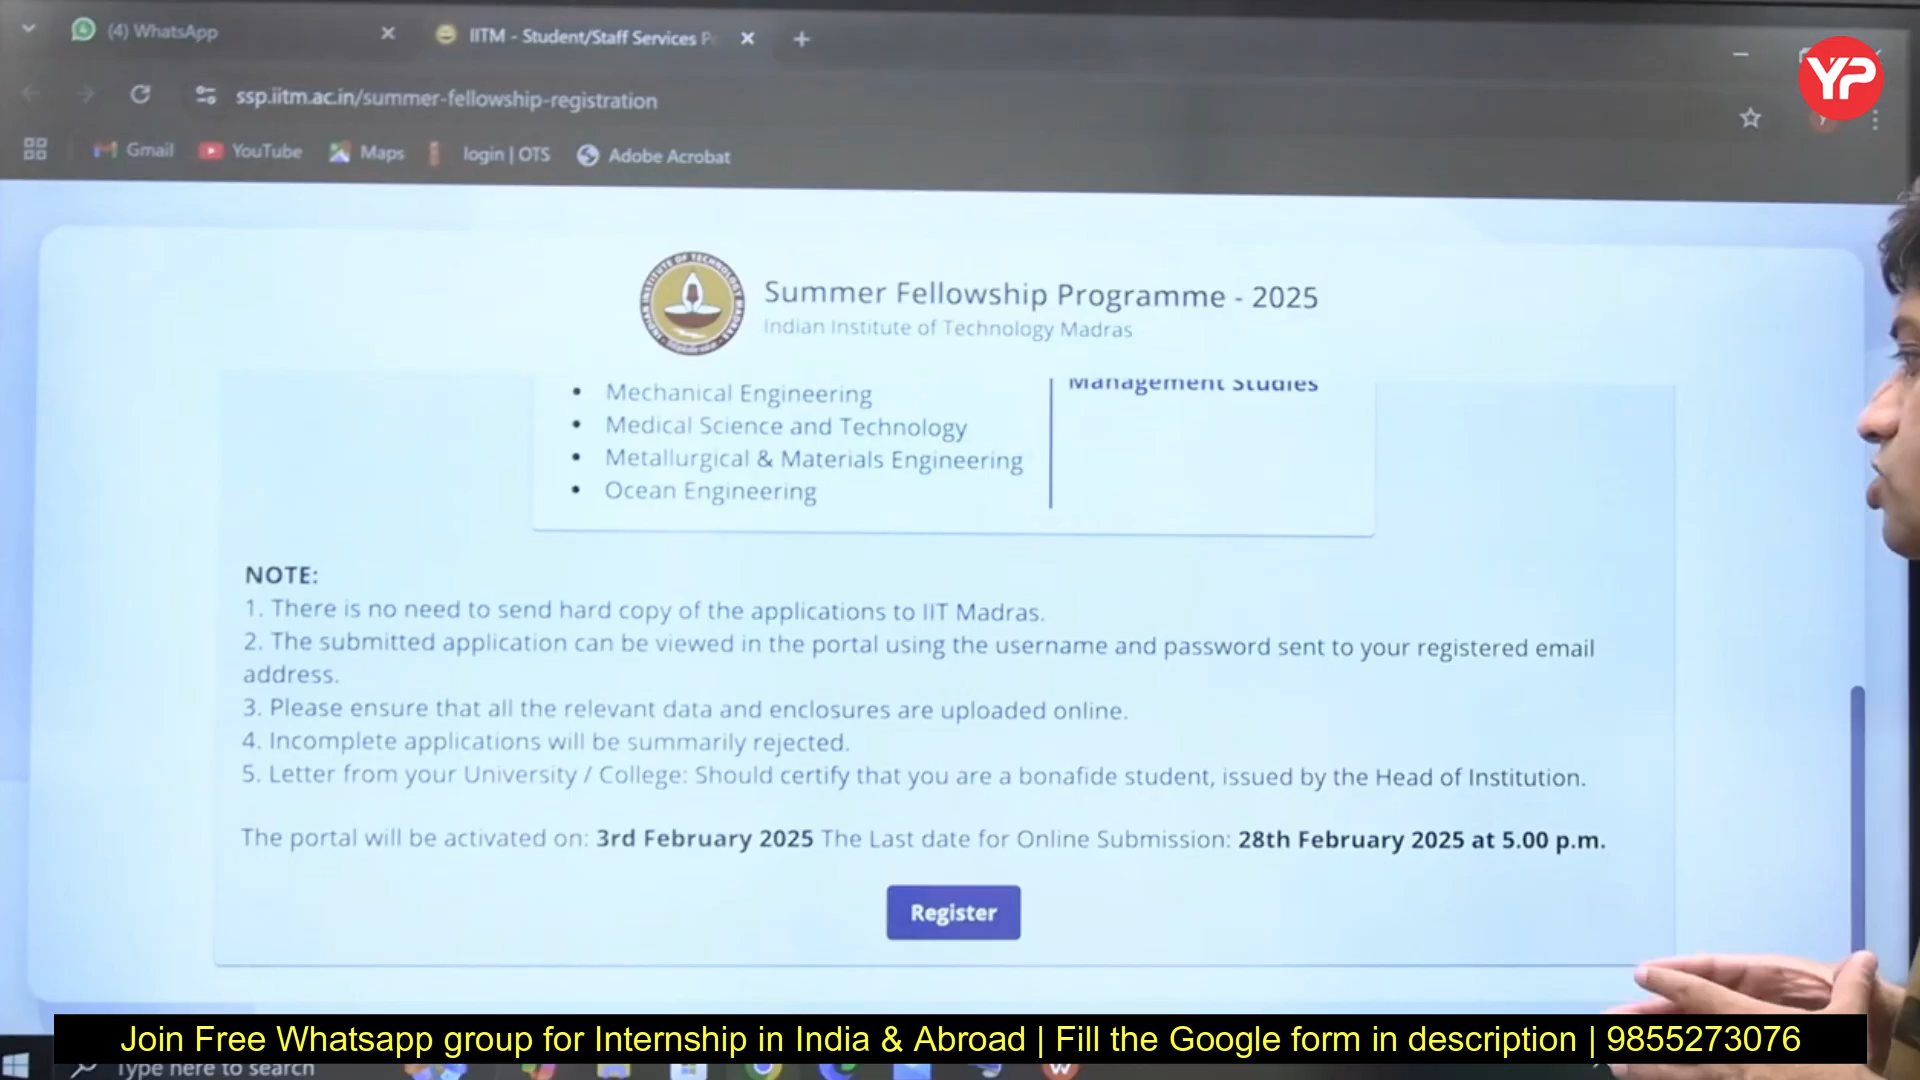 (4) WhatsApp
IITM - Student/Staff Services P
YP
ssp.iitm.ac.in/summer-fellowship-registration
Gmail
YouTube
Maps
login | OTS
Adobe Acrobat
Summer Fellowship Programme - 2025
Indian Institute of Technology Madras
• Mechanical Engineering
Management Studies
• Medical Science and Technology
• Metallurgical & Materials Engineering
• Ocean Engineering
NOTE:
1. There is no need to send hard copy of the applications to IIT Madras.
2. The submitted application can be viewed in the portal using the username and password sent to your registered email
address.
3. Please ensure that all the relevant data and enclosures are uploaded online.
4. Incomplete applications will be summarily rejected.
5. Letter from your University / College: Should certify that you are a bonafide student, issued by the Head of Institution.
The portal will be activated on: 3rd February 2025 The Last date for Online Submission: 28th February 2025 at 5.00 p.m.
Register
Join Free Whatsapp group for Internship in India & Abroad | Fill the Google form in description | 9855273076
Type here to search